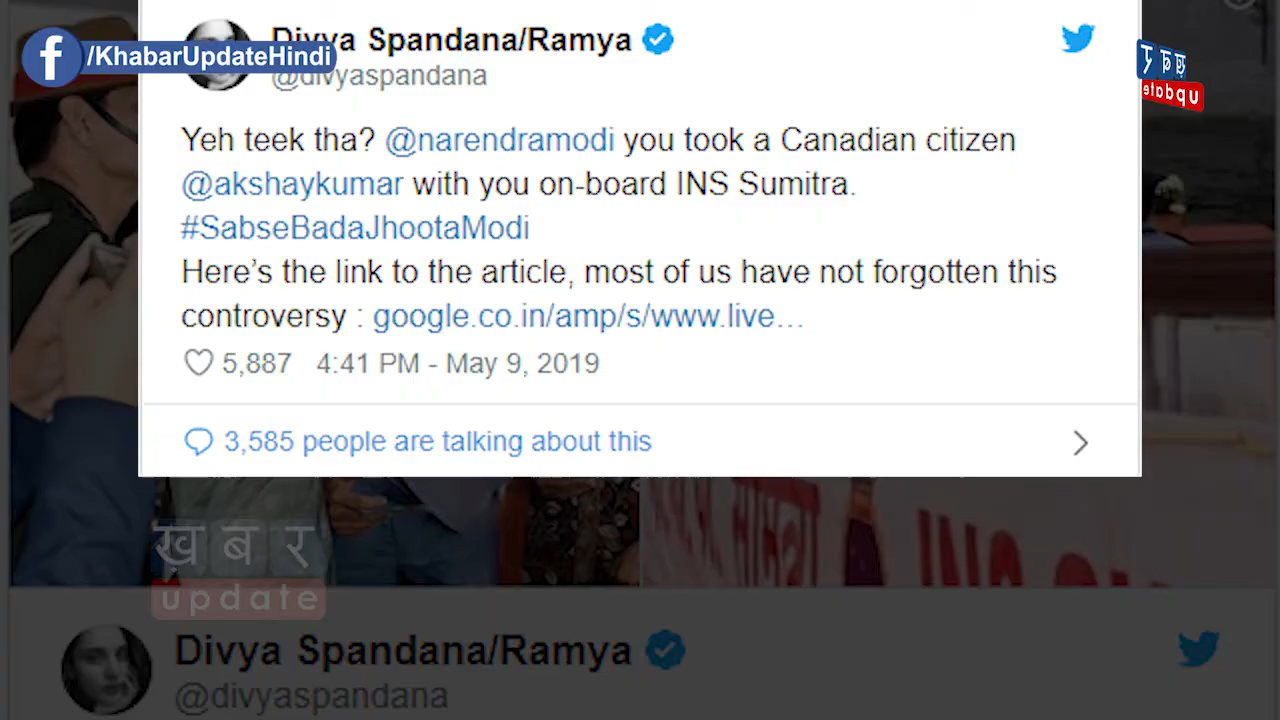 Divya Spandana/Ramya
/KhabarUpdateHindi
@divyaspandana
Yeh teek tha? @narendramodi you took a Canadian citizen
@akshaykumar with you on-board INS Sumitra.
#SabseBadaJhootaModi
Here’s the link to the article, most of us have not forgotten this
controversy : google.co.in/amp/s/www.live…
5,887 4:41 PM - May 9, 2019
3,585 people are talking about this
ख़बर
update
Divya Spandana/Ramya
@divyaspandana